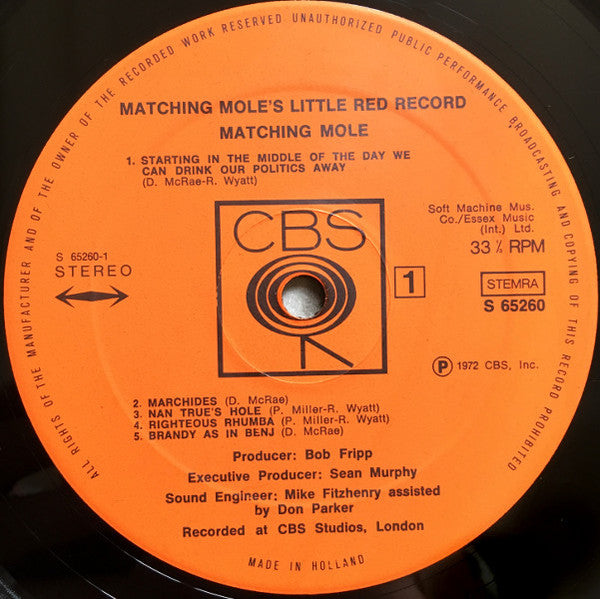 ALL RIGHTS OF THE MANUFACTURER AND OF THE OWNER OF THE RECORDED WORK RESERVED UNAUTHORIZED PUBLIC PERFORMANCE BROADCASTING AND COPYING OF THIS RECORD PROHIBITED
MATCHING MOLE'S LITTLE RED RECORD
MATCHING MOLE
1. STARTING IN THE MIDDLE OF THE DAY WE
CAN DRINK OUR POLITICS AWAY
(D. McRae-R. Wyatt)
CBS
Soft Machine Mus.
Co./Essex Music
(Int.) Ltd.
33 ⅓ RPM
S 65260-1
STEREO
1
STEMRA
S 65260
Ⓟ 1972 CBS, Inc.
2. MARCHIDES (D. McRae)
3. NAN TRUE'S HOLE (P. Miller-R. Wyatt)
4. RIGHTEOUS RHUMBA (P. Miller-R. Wyatt)
5. BRANDY AS IN BENJ (D. McRae)
Producer: Bob Fripp
Executive Producer: Sean Murphy
Sound Engineer: Mike Fitzhenry assisted
by Don Parker
Recorded at CBS Studios, London
MADE IN HOLLAND